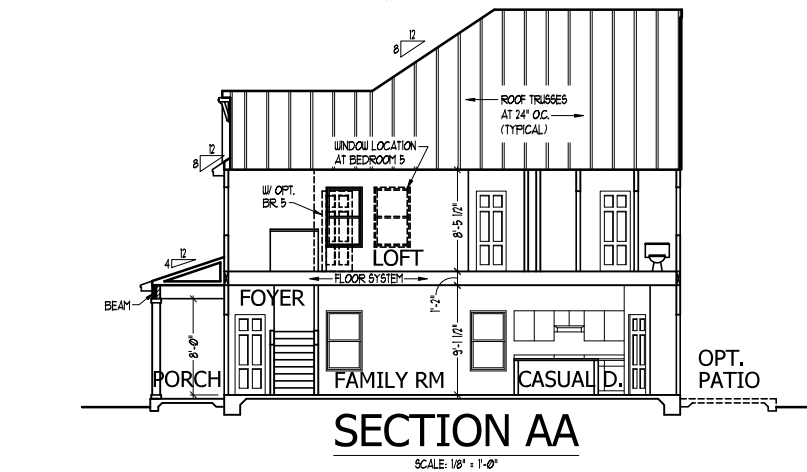 12
8
ROOF TRUSSES
AT 24" O.C.
(TYPICAL)
WINDOW LOCATION
AT BEDROOM 5
12
8
W/ OPT.
BR. 5
8'-5 1/2"
LOFT
12
4
FLOOR SYSTEM
BEAM
FOYER
1'-2"
8'-0"
9'-1 1/2"
PORCH
FAMILY RM
CASUAL D.
OPT.
PATIO
SECTION AA
SCALE: 1/8" = 1'-0"